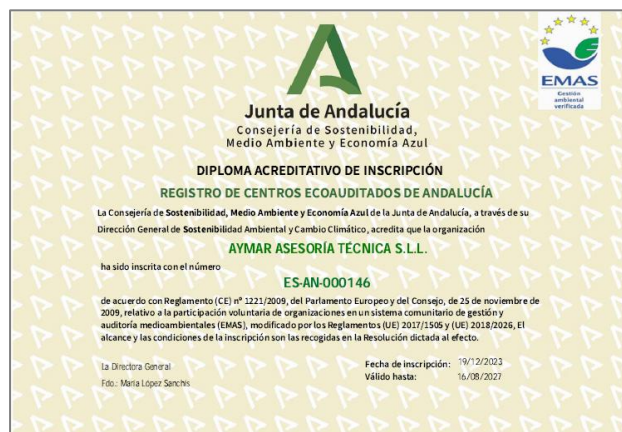 EMAS
Gestión
ambiental
verificada
Junta de Andalucía
Consejería de Sostenibilidad,
Medio Ambiente y Economía Azul
DIPLOMA ACREDITATIVO DE INSCRIPCIÓN
REGISTRO DE CENTROS ECOAUDITADOS DE ANDALUCÍA
La Consejería de Sostenibilidad, Medio Ambiente y Economía Azul de la Junta de Andalucía, a través de su
Dirección General de Sostenibilidad Ambiental y Cambio Climático, acredita que la organización
AYMAR ASESORÍA TÉCNICA S.L.L.
ha sido inscrita con el número
ES-AN-000146
de acuerdo con Reglamento (CE) nº 1221/2009, del Parlamento Europeo y del Consejo, de 25 de noviembre de
2009, relativo a la participación voluntaria de organizaciones en un sistema comunitario de gestión y
auditoría medioambientales (EMAS), modificado por los Reglamentos (UE) 2017/1505 y (UE) 2018/2026, El
alcance y las condiciones de la inscripción son las recogidas en la Resolución dictada al efecto.
La Directora General
Fdo.: María López Sanchís
Fecha de inscripción: 19/12/2023
Válido hasta: 16/08/2027